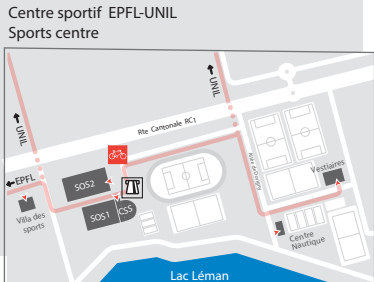 Centre sportif EPFL-UNIL
Sports centre
UNIL
UNIL
Rte Cantonale RC1
EPFL
SOS2
Vestiaires
Villa des
sports
SOS1
CSS
Centre
Nautique
Lac Léman